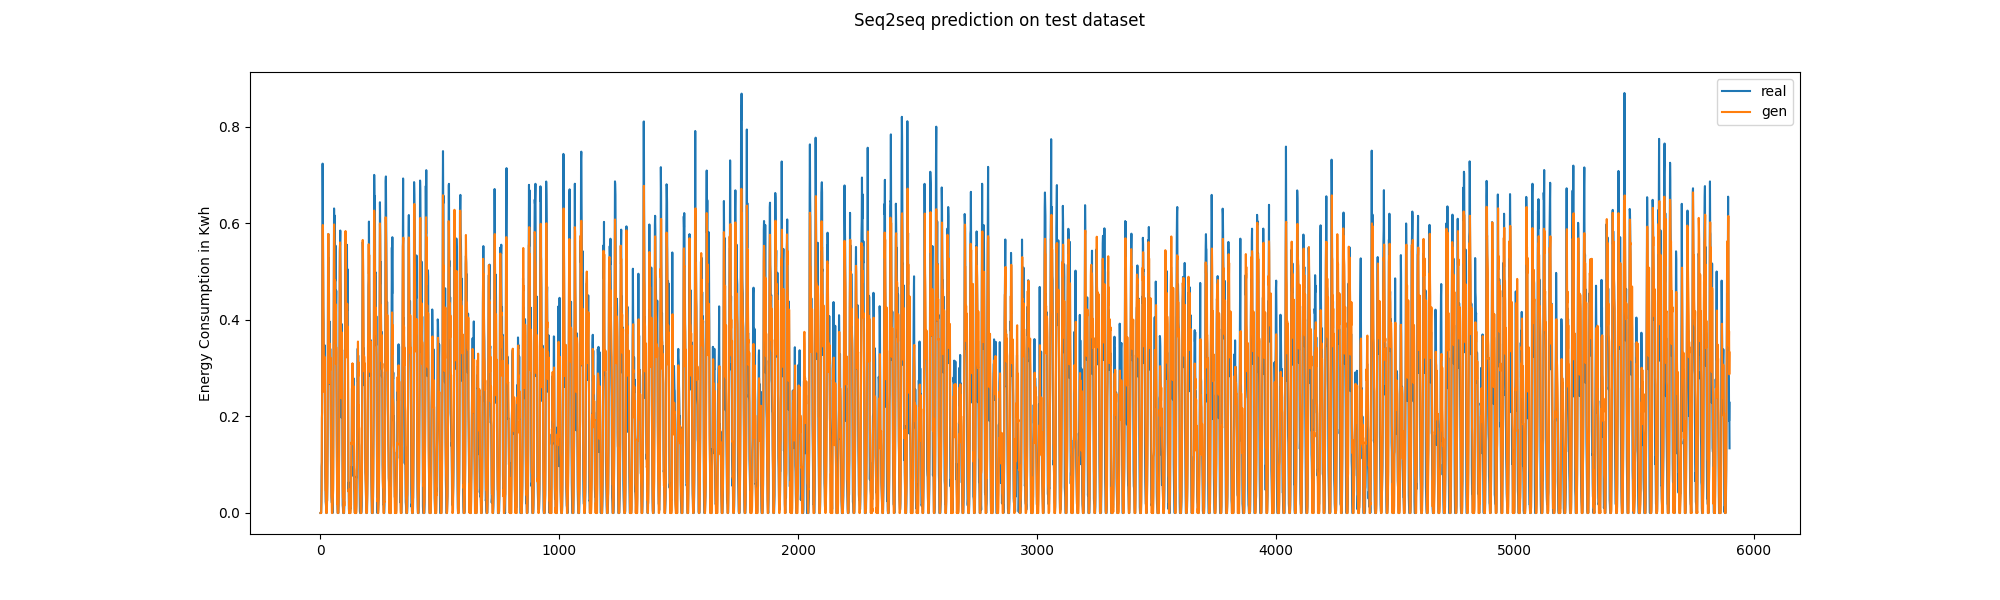 Seq2seq prediction on test dataset
real
gen
Energy Consumption in Kwh
0.8
0.6
0.4
0.2
0.0
0 1000 2000 3000 4000 5000 6000